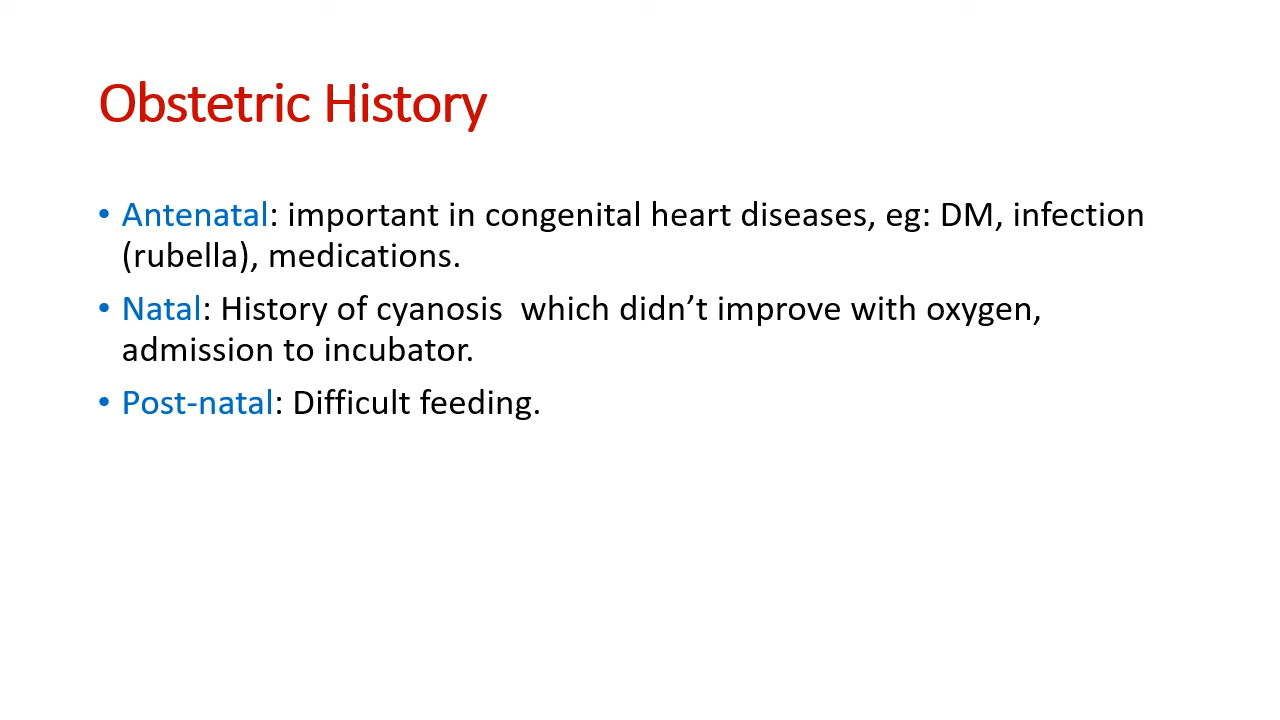 Obstetric History
• Antenatal: important in congenital heart diseases, eg: DM, infection
(rubella), medications.
• Natal: History of cyanosis  which didn’t improve with oxygen,
admission to incubator.
• Post-natal: Difficult feeding.